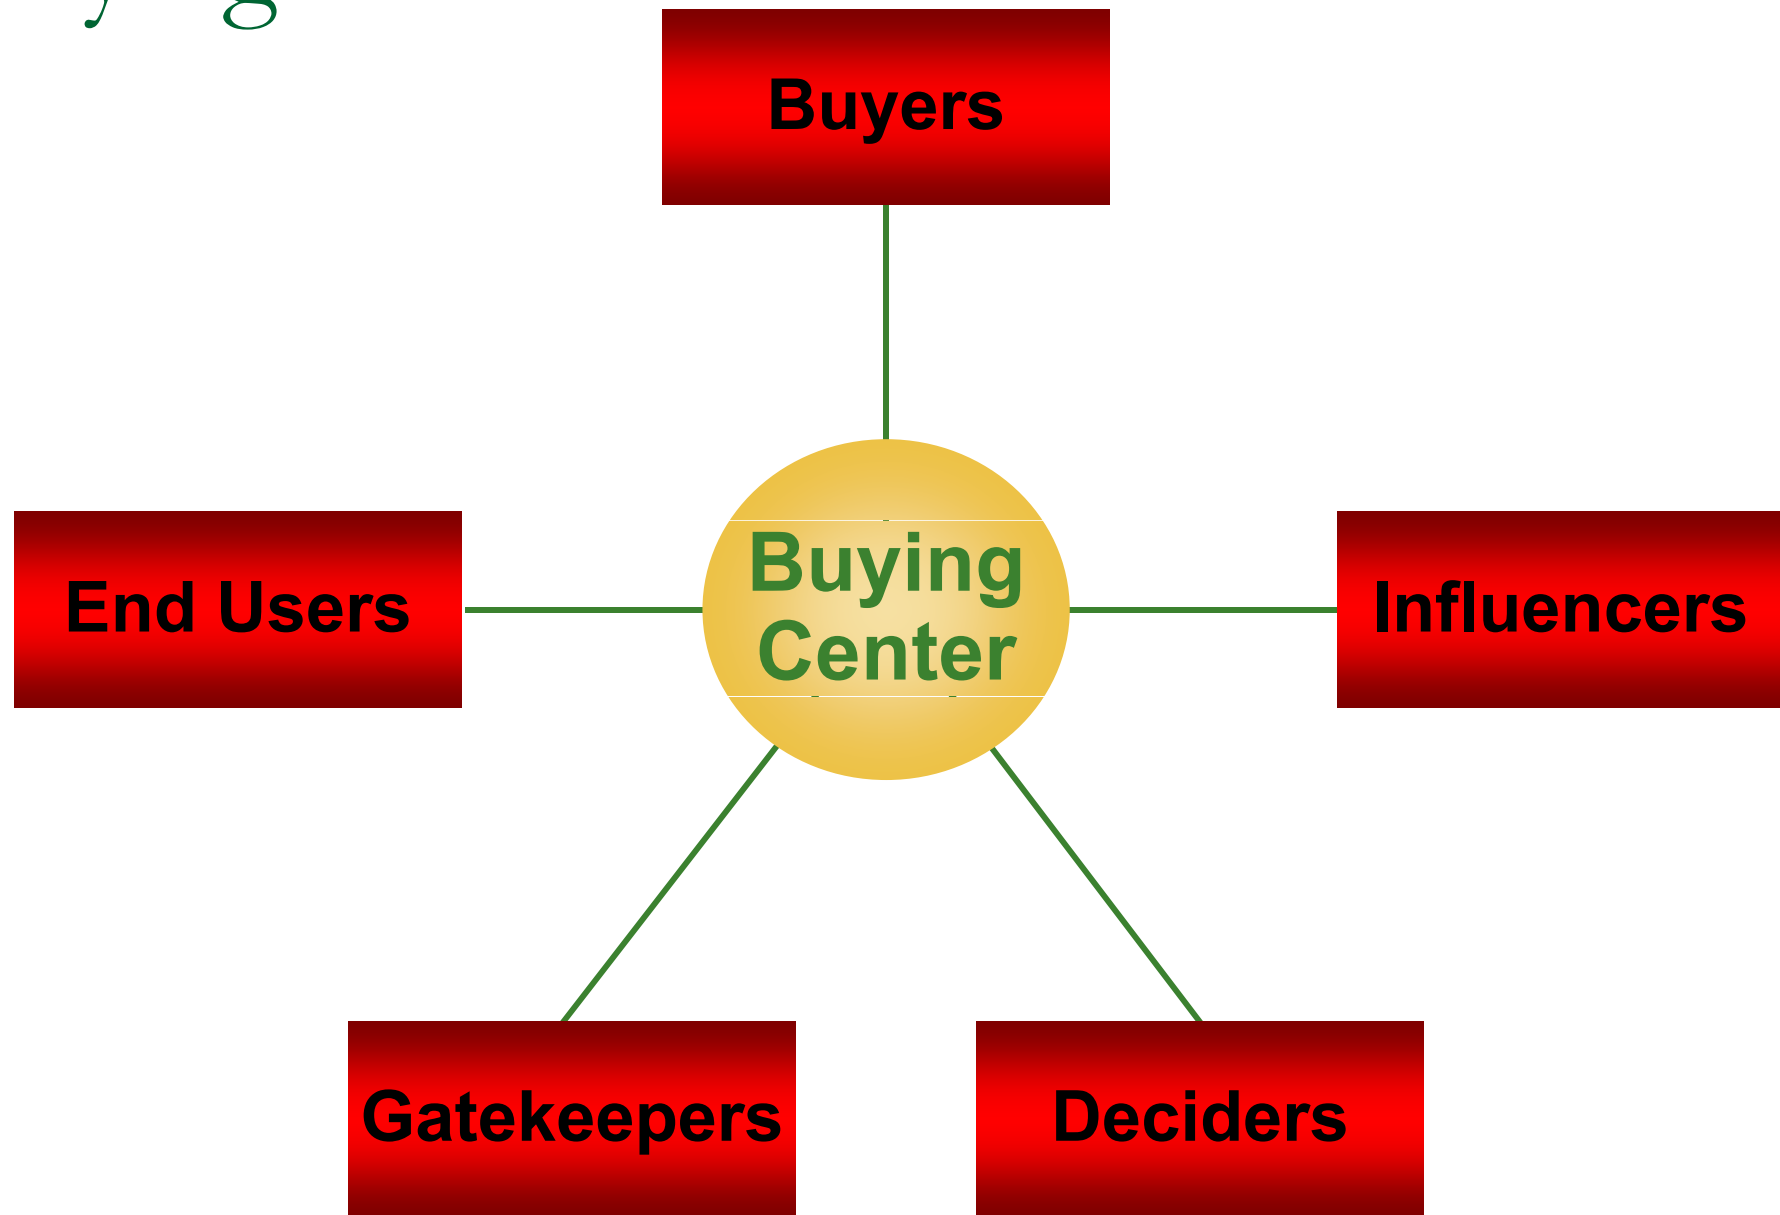 Buyers
End Users
Buying
Center
Influencers
Gatekeepers
Deciders